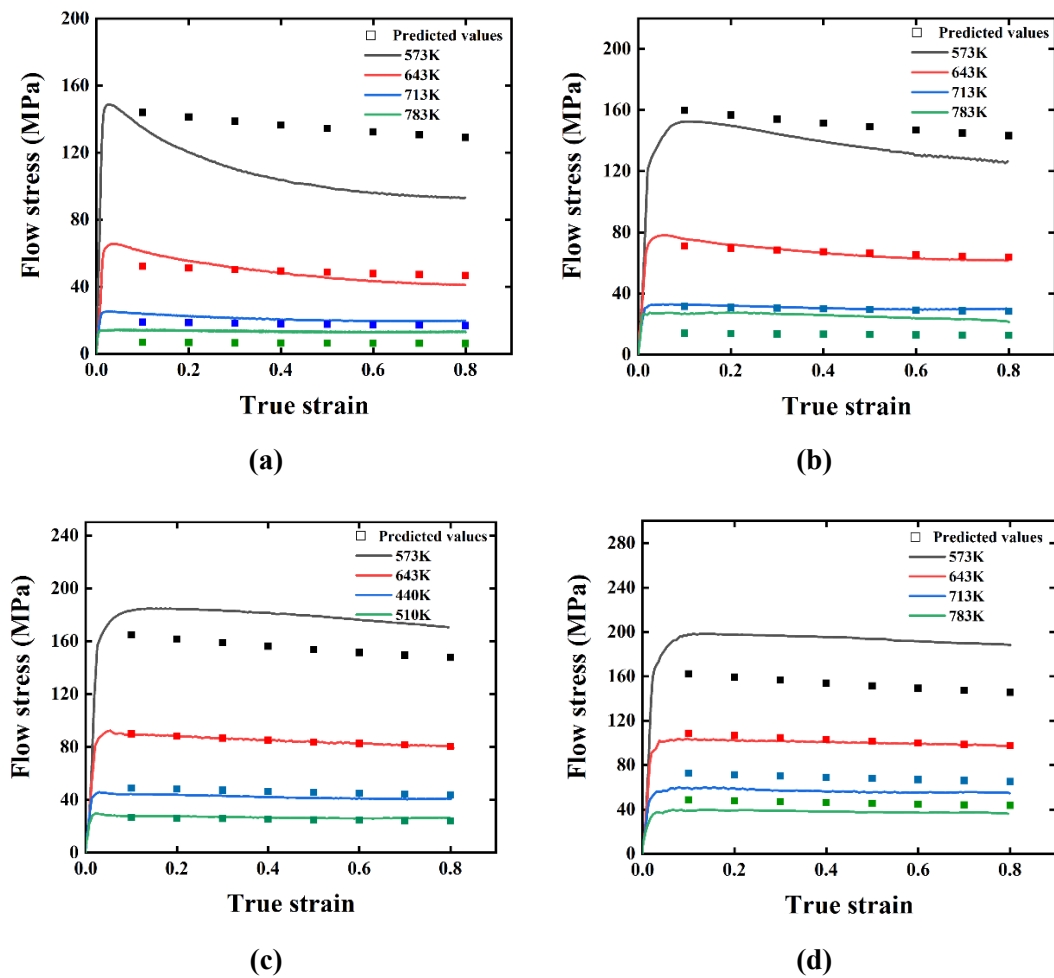 200
160
120
80
40
0
0.0 0.2 0.4 0.6 0.8
Flow stress (MPa)
True strain
Predicted values
573K
643K
713K
783K
(a)
200
160
120
80
40
0
0.0 0.2 0.4 0.6 0.8
Flow stress (MPa)
True strain
Predicted values
573K
643K
713K
783K
(b)
240
200
160
120
80
40
0
0.0 0.2 0.4 0.6 0.8
Flow stress (MPa)
True strain
Predicted values
573K
643K
440K
510K
(c)
280
240
200
160
120
80
40
0
0.0 0.2 0.4 0.6 0.8
Flow stress (MPa)
True strain
Predicted values
573K
643K
713K
783K
(d)